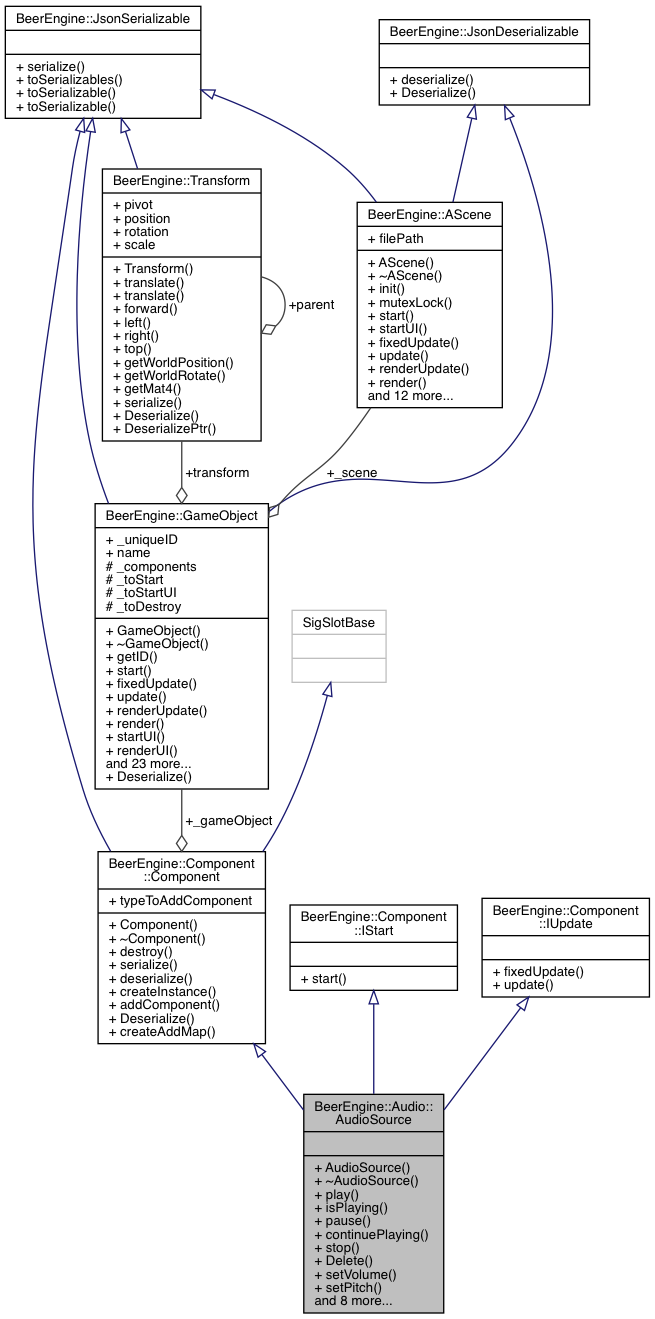 BeerEngine::JsonSerializable
+ serialize()
+ toSerializables()
+ toSerializable()
+ toSerializable()
BeerEngine::JsonDeserializable
+ deserialize()
+ Deserialize()
BeerEngine::Transform
+ pivot
+ position
+ rotation
+ scale
+ Transform()
+ translate()
+ translate()
+ forward()
+ left()
+ right()
+ top()
+ getWorldPosition()
+ getWorldRotate()
+ getMat4()
+ serialize()
+ Deserialize()
+ DeserializePtr()
+parent
BeerEngine::AScene
+ filePath
+ AScene()
+ ~AScene()
+ init()
+ mutexLock()
+ start()
+ startUI()
+ fixedUpdate()
+ update()
+ renderUpdate()
+ render()
and 12 more...
+transform
+_scene
BeerEngine::GameObject
+ _uniqueID
+ name
# _components
# _toStart
# _toStartUI
# _toDestroy
+ GameObject()
+ ~GameObject()
+ getID()
+ start()
+ fixedUpdate()
+ update()
+ renderUpdate()
+ render()
+ startUI()
+ renderUI()
and 23 more...
+ Deserialize()
SigSlotBase
+_gameObject
BeerEngine::Component
::Component
+ typeToAddComponent
+ Component()
+ ~Component()
+ destroy()
+ serialize()
+ deserialize()
+ createInstance()
+ addComponent()
+ Deserialize()
+ createAddMap()
BeerEngine::Component
::IStart
+ start()
BeerEngine::Component
::IUpdate
+ fixedUpdate()
+ update()
BeerEngine::Audio::
AudioSource
+ AudioSource()
+ ~AudioSource()
+ play()
+ isPlaying()
+ pause()
+ continuePlaying()
+ stop()
+ Delete()
+ setVolume()
+ setPitch()
and 8 more...